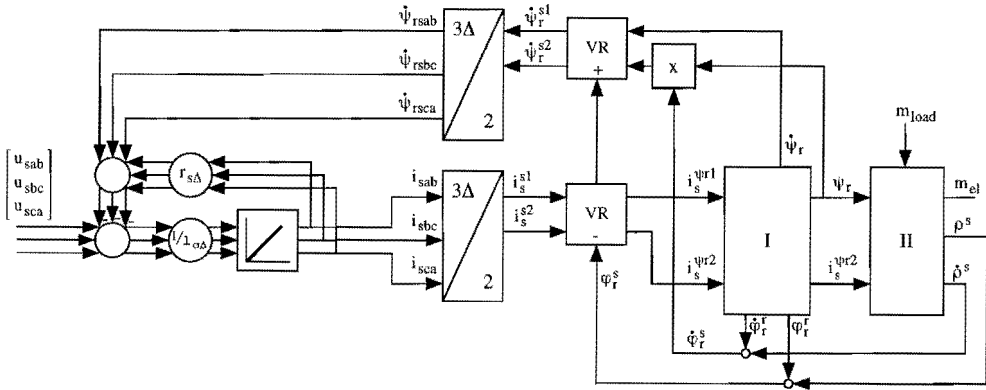 ψ̇rsab
3Δ
2
ψ̇r^s1
VR
+
ψ̇rsbc
ψ̇r^s2
x
ψ̇rsca
mload
ψ̇r
usab
usbc
usca
rsΔ
isab
3Δ
2
is^s1
VR
-
is^ψr1
I
ψr
II
mel
1/lσΔ
isbc
is^s2
ρ^s
isca
φr^s
is^ψr2
is^ψr2
ρ̇^s
φ̇r^s
φ̇r^r
φr^r